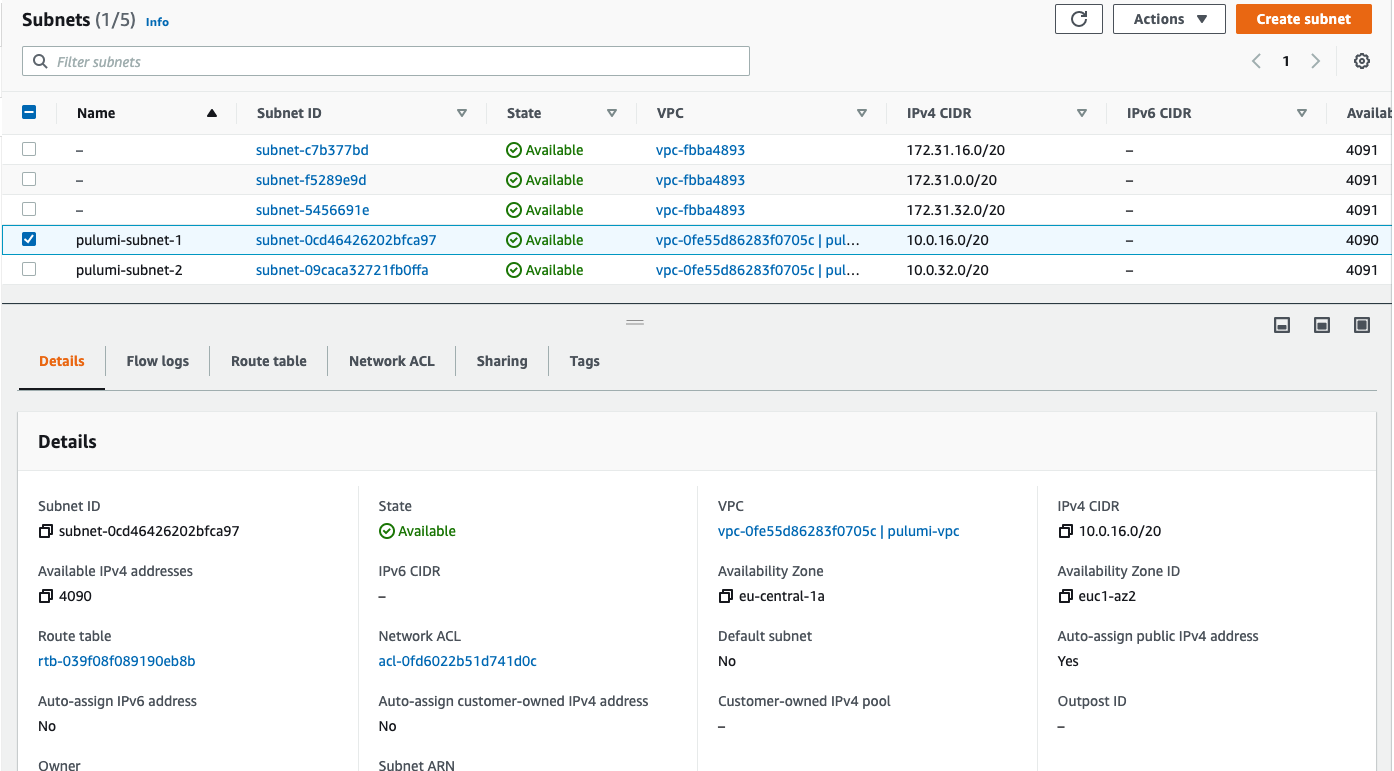 Subnets (1/5) Info
Actions
Create subnet
Filter subnets
1
Name Subnet ID State VPC IPv4 CIDR IPv6 CIDR Availab
– subnet-c7b377bd Available vpc-fbba4893 172.31.16.0/20 – 4091
– subnet-f5289e9d Available vpc-fbba4893 172.31.0.0/20 – 4091
– subnet-5456691e Available vpc-fbba4893 172.31.32.0/20 – 4091
pulumi-subnet-1 subnet-0cd46426202bfca97 Available vpc-0fe55d86283f0705c | pul... 10.0.16.0/20 – 4090
pulumi-subnet-2 subnet-09caca32721fb0ffa Available vpc-0fe55d86283f0705c | pul... 10.0.32.0/20 – 4091
Details Flow logs Route table Network ACL Sharing Tags
Details
Subnet ID State VPC IPv4 CIDR
subnet-0cd46426202bfca97 Available vpc-0fe55d86283f0705c | pulumi-vpc 10.0.16.0/20
Available IPv4 addresses IPv6 CIDR Availability Zone Availability Zone ID
4090 – eu-central-1a euc1-az2
Route table Network ACL Default subnet Auto-assign public IPv4 address
rtb-039f08f089190eb8b acl-0fd6022b51d741d0c No Yes
Auto-assign IPv6 address Auto-assign customer-owned IPv4 address Customer-owned IPv4 pool Outpost ID
No No – –
Owner Subnet ARN